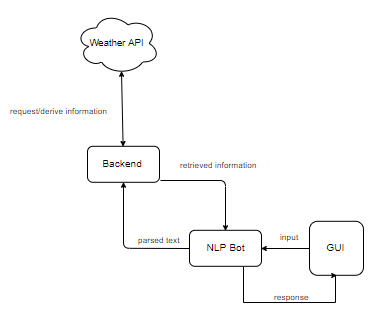 Weather API
request/derive information
Backend
retrieved information
parsed text
NLP Bot
input
GUI
response